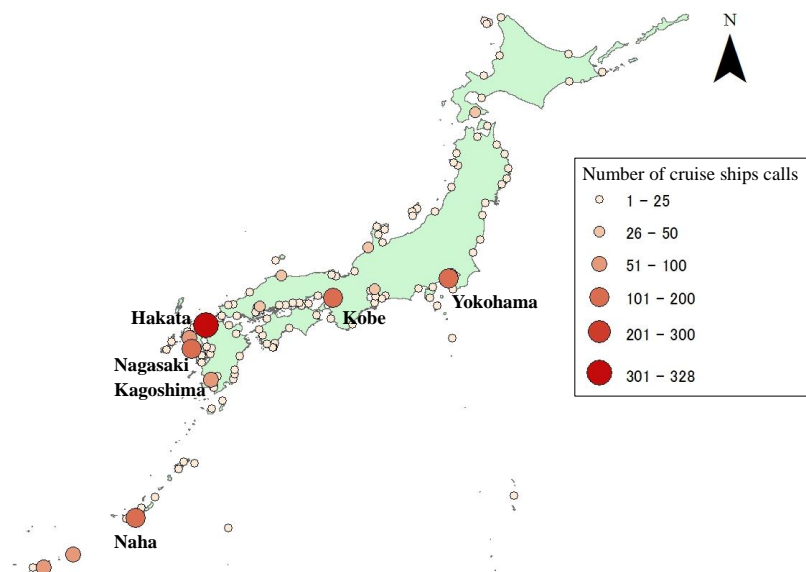 N
Number of cruise ships calls
1 - 25
26 - 50
51 - 100
101 - 200
201 - 300
301 - 328
Hakata
Kobe
Yokohama
Nagasaki
Kagoshima
Naha